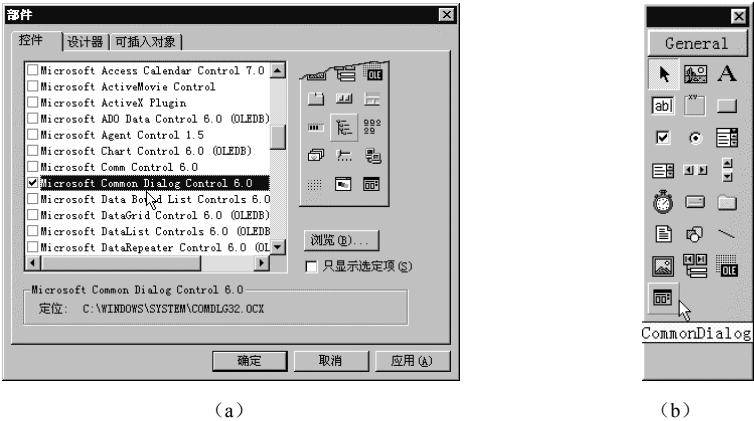 部件
控件
设计器
可插入对象
Microsoft Access Calendar Control 7.0
Microsoft ActiveMovie Control
Microsoft ActiveX Plugin
Microsoft ADO Data Control 6.0 (OLEDB)
Microsoft Agent Control 1.5
Microsoft Chart Control 6.0 (OLEDB)
Microsoft Comm Control 6.0
Microsoft Common Dialog Control 6.0
Microsoft Data Bound List Controls 6.0
Microsoft DataGrid Control 6.0 (OLEDB)
Microsoft DataList Controls 6.0 (OLEDB
Microsoft DataRepeater Control 6.0 (OL
OLE
浏览(B)...
只显示选定项(S)
Microsoft Common Dialog Control 6.0
定位: C:\WINDOWS\SYSTEM\COMDLG32.OCX
确定
取消
应用(A)
(a)
General
A
ab
xy
OLE
CommonDialog
(b)